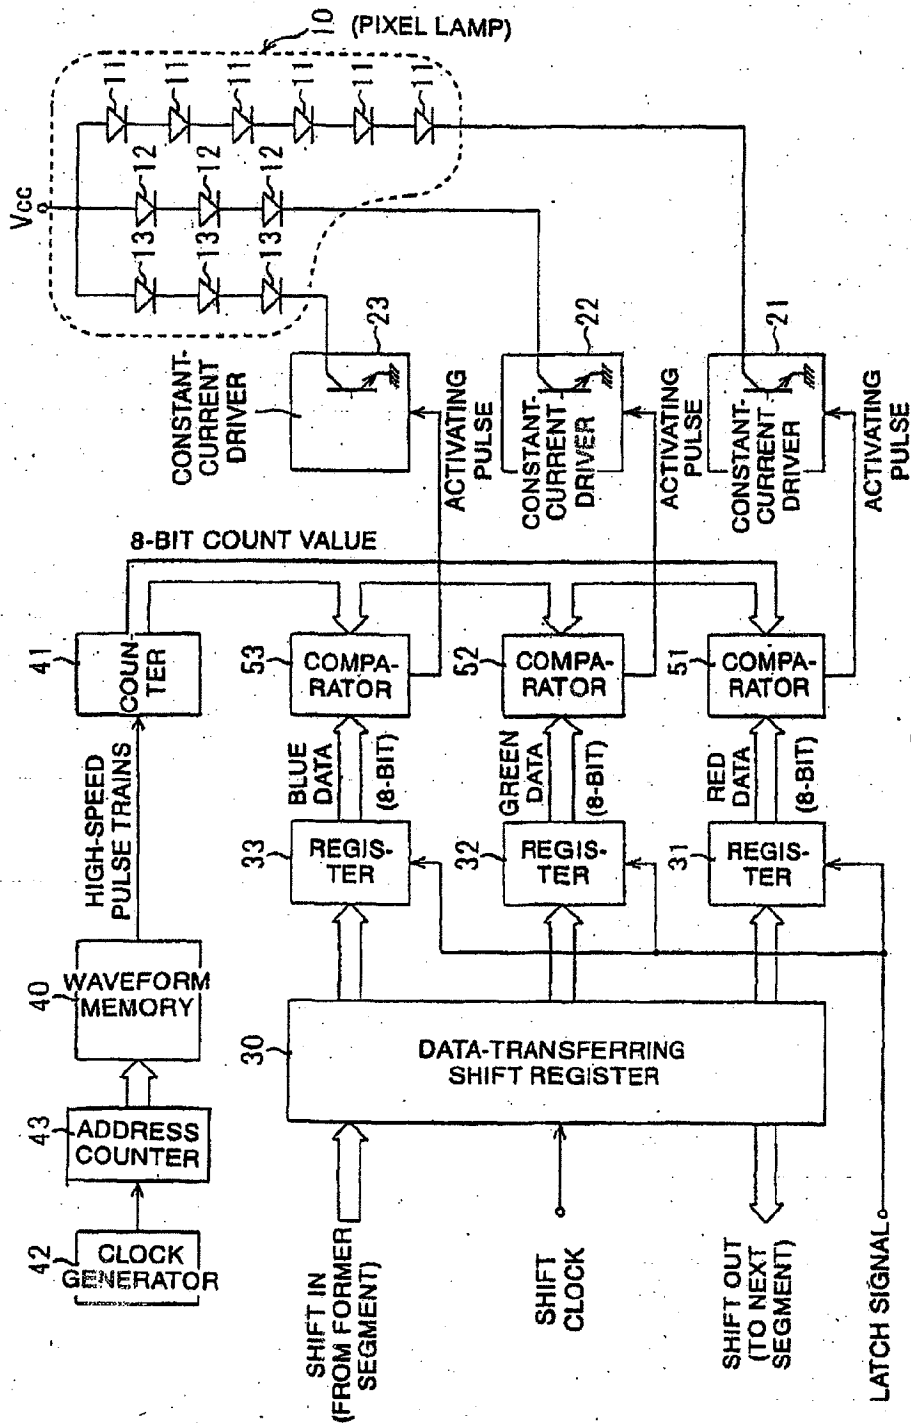 10 (PIXEL LAMP)
Vcc
11
11
11
11
11
11
12
12
12
13
13
13
CONSTANT-
CURRENT
DRIVER
23
CONSTANT-
CURRENT
DRIVER
22
CONSTANT-
CURRENT
DRIVER
21
ACTIVATING
PULSE
ACTIVATING
PULSE
ACTIVATING
PULSE
8-BIT COUNT VALUE
41
COUN
TER
53
COMPA-
RATOR
52
COMPA-
RATOR
51
COMPA-
RATOR
HIGH-SPEED
PULSE TRAINS
BLUE
DATA
(8-BIT)
GREEN
DATA
(8-BIT)
RED
DATA
(8-BIT)
33
REGIS-
TER
32
REGIS-
TER
31
REGIS-
TER
40
WAVEFORM
MEMORY
30
DATA-TRANSFERRING
SHIFT REGISTER
43
ADDRESS
COUNTER
42
CLOCK
GENERATOR
SHIFT IN
(FROM FORMER
SEGMENT)
SHIFT
CLOCK
SHIFT OUT
(TO NEXT
SEGMENT)
LATCH SIGNAL